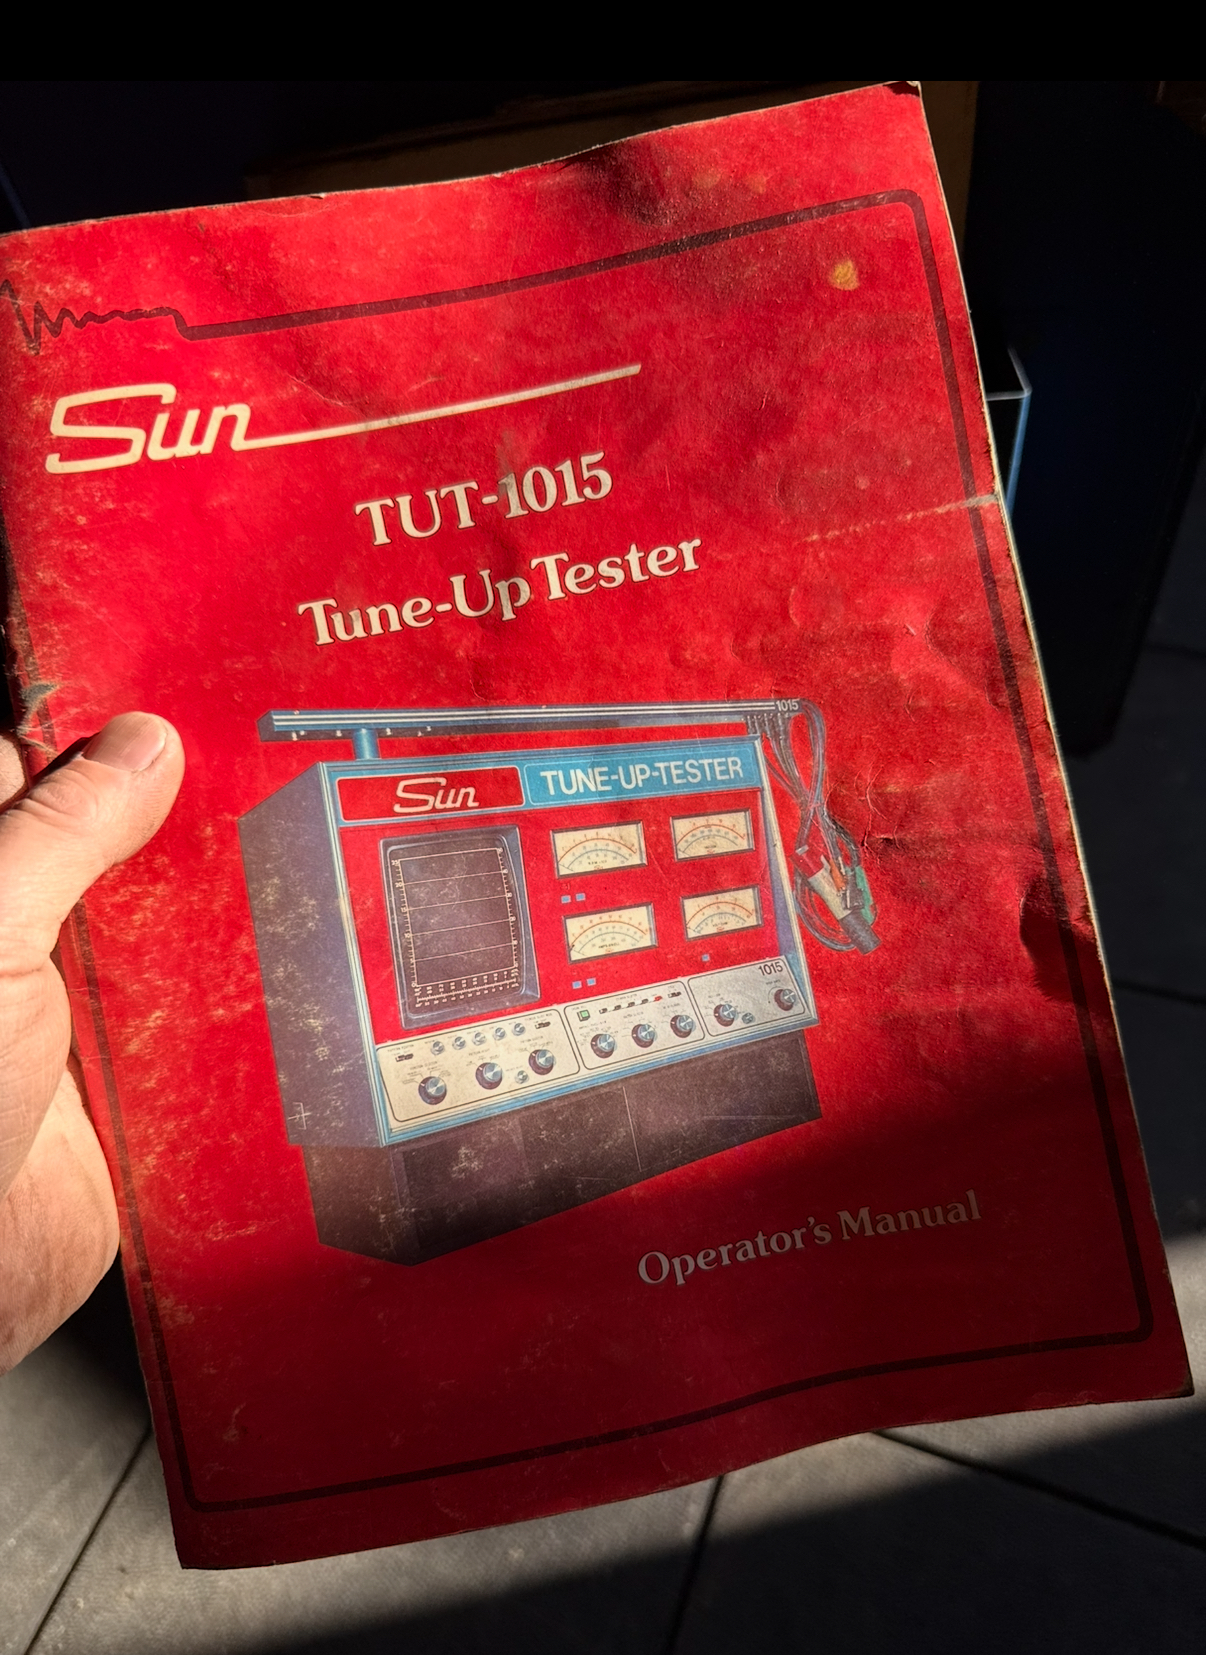 Sun
TUT-1015
Tune-Up Tester
1015
Sun
TUNE-UP-TESTER
1015
Operator's Manual